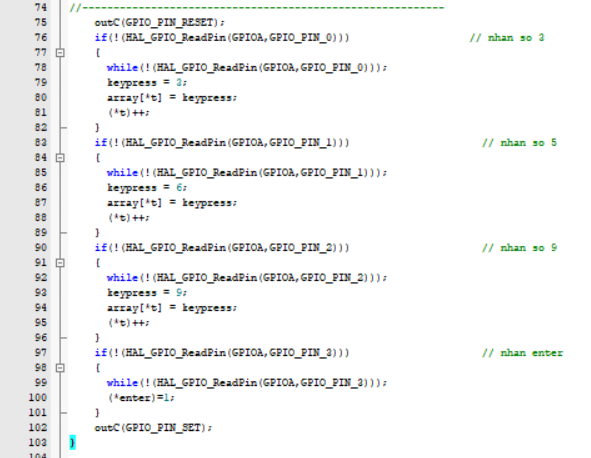 74 //------------------------------------------------------------
75 outC(GPIO_PIN_RESET);
76 if(!(HAL_GPIO_ReadPin(GPIOA,GPIO_PIN_0))) // nhan so 3
77 {
78 while(!(HAL_GPIO_ReadPin(GPIOA,GPIO_PIN_0)));
79 keypress = 3;
80 array[*t] = keypress;
81 (*t)++;
82 }
83 if(!(HAL_GPIO_ReadPin(GPIOA,GPIO_PIN_1))) // nhan so 5
84 {
85 while(!(HAL_GPIO_ReadPin(GPIOA,GPIO_PIN_1)));
86 keypress = 6;
87 array[*t] = keypress;
88 (*t)++;
89 }
90 if(!(HAL_GPIO_ReadPin(GPIOA,GPIO_PIN_2))) // nhan so 9
91 {
92 while(!(HAL_GPIO_ReadPin(GPIOA,GPIO_PIN_2)));
93 keypress = 9;
94 array[*t] = keypress;
95 (*t)++;
96 }
97 if(!(HAL_GPIO_ReadPin(GPIOA,GPIO_PIN_3))) // nhan enter
98 {
99 while(!(HAL_GPIO_ReadPin(GPIOA,GPIO_PIN_3)));
100 (*enter)=1;
101 }
102 outC(GPIO_PIN_SET);
103 }
104